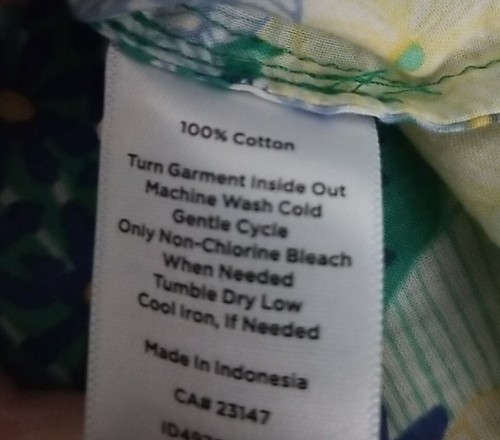 100% Cotton
Turn Garment Inside Out
Machine Wash Cold
Gentle Cycle
Only Non-Chlorine Bleach
When Needed
Tumble Dry Low
Cool Iron, If Needed
Made In Indonesia
CA# 23147